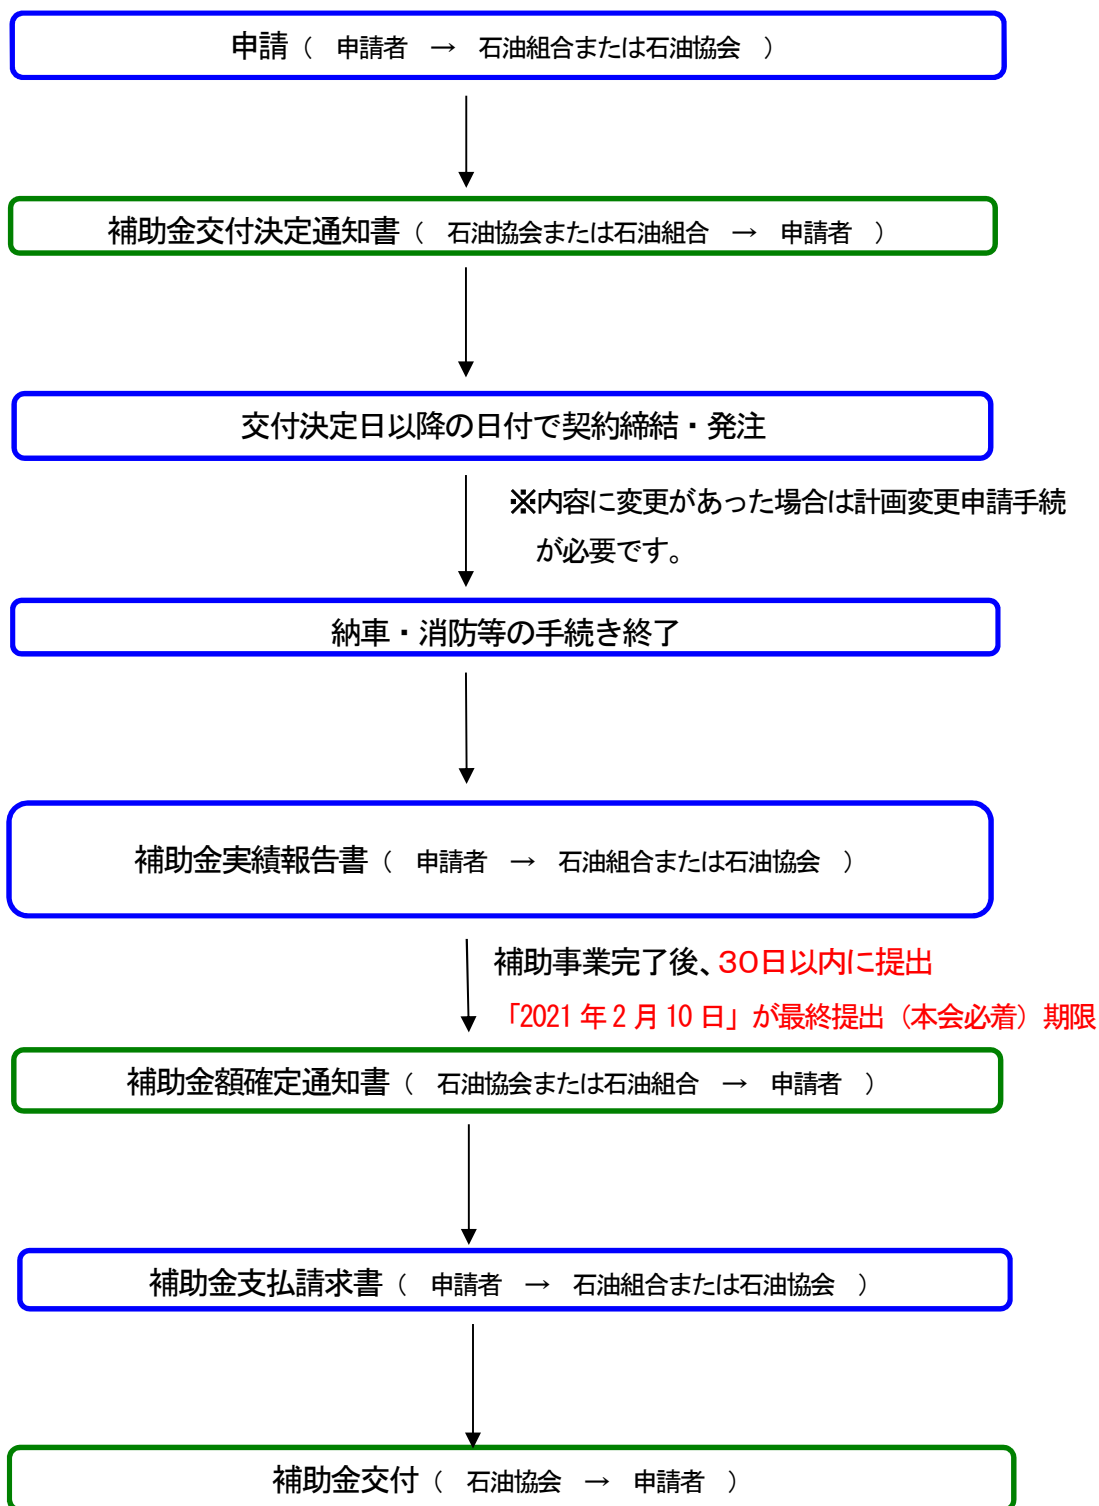 申請（　申請者　→　石油組合または石油協会　）
補助金交付決定通知書（　石油協会または石油組合　→　申請者　）
交付決定日以降の日付で契約締結・発注
※内容に変更があった場合は計画変更申請手続
が必要です。
納車・消防等の手続き終了
補助金実績報告書（　申請者　→　石油組合または石油協会　）
補助事業完了後、３０日以内に提出
「2021 年 2 月 10 日」が最終提出（本会必着）期限
補助金額確定通知書（　石油協会または石油組合　→　申請者　）
補助金支払請求書（　申請者　→　石油組合または石油協会　）
補助金交付（　石油協会　→　申請者　）